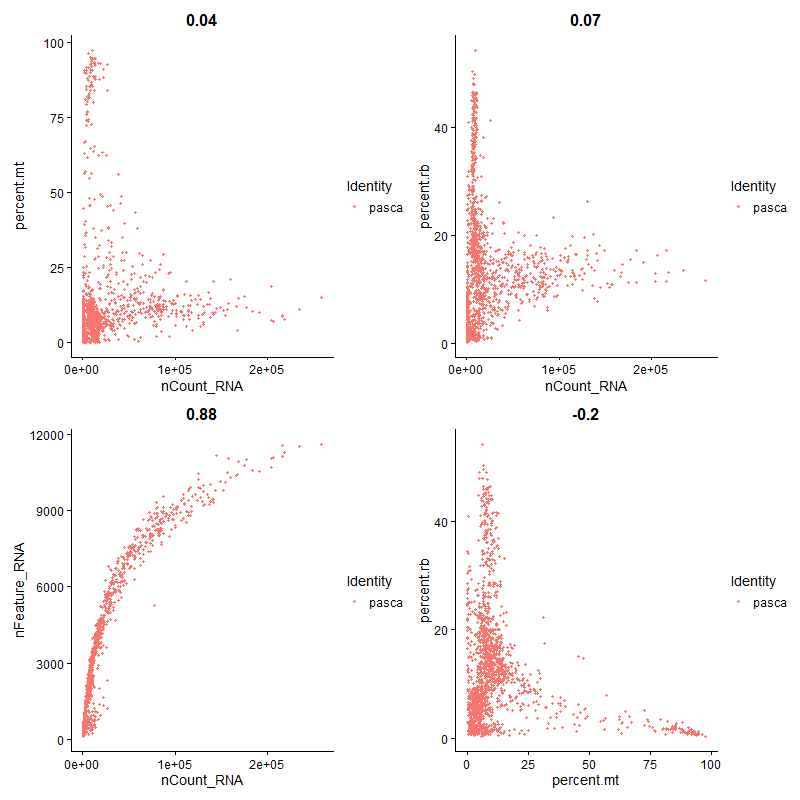 0.04
100
75
50
25
0
percent.mt
0e+00 1e+05 2e+05
nCount_RNA
Identity
pasca
0.07
40
20
0
percent.rb
0e+00 1e+05 2e+05
nCount_RNA
Identity
pasca
0.88
12000
9000
6000
3000
0
nFeature_RNA
0e+00 1e+05 2e+05
nCount_RNA
Identity
pasca
-0.2
40
20
0
percent.rb
0 25 50 75 100
percent.mt
Identity
pasca